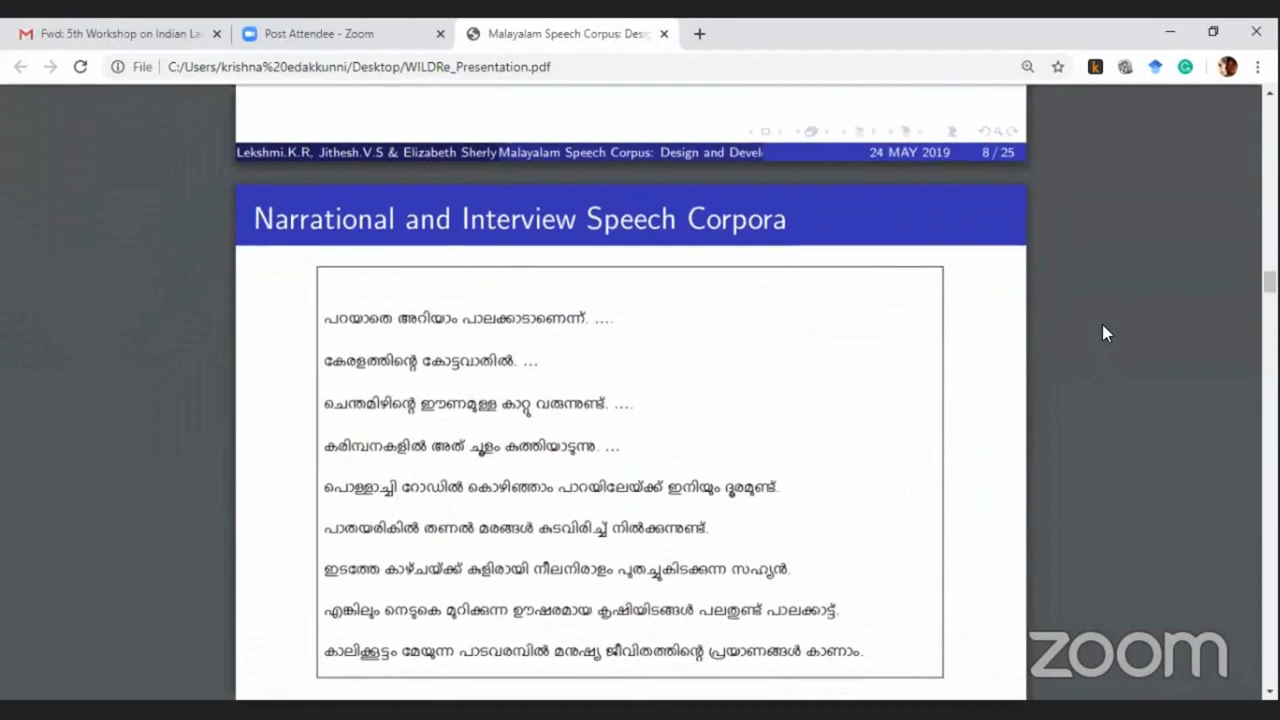 Fwd: 5th Workshop on Indian La
Post Attendee - Zoom
Malayalam Speech Corpus: Desi
File C:/Users/krishna%20edakkunni/Desktop/WILDRe_Presentation.pdf
Lekshmi.K.R, Jithesh.V.S & Elizabeth Sherly Malayalam Speech Corpus: Design and Devel 24 MAY 2019 8 / 25
Narrational and Interview Speech Corpora
പറയാതെ അറിയാം പാലക്കാടാണെന്ന്. ....
കേരളത്തിന്റെ കോട്ടവാതിൽ. ...
ചെന്തമിഴിന്റെ ഈണമുള്ള കാറ്റു വരുന്നുണ്ട്. ....
കരിമ്പനകളിൽ അത് ചൂളം കുത്തിയാടുന്നു. ...
പൊള്ളാച്ചി റോഡിൽ കൊഴിഞ്ഞാം പാറയിലേയ്ക്ക് ഇനിയും ദൂരമുണ്ട്.
പാതയരികിൽ തണൽ മരങ്ങൾ കുടവിരിച്ച് നിൽക്കുന്നുണ്ട്.
ഇടത്തേ കാഴ്ചയ്ക്ക് കുളിരായി നീലനിരാളം പുതച്ചുകിടക്കുന്ന സഹ്യൻ.
എങ്കിലും നെടുകെ മുറിക്കുന്ന ഊഷരമായ കൃഷിയിടങ്ങൾ പലതുണ്ട് പാലക്കാട്ട്.
കാലിക്കൂട്ടം മേയുന്ന പാടവരമ്പിൽ മനുഷ്യ ജീവിതത്തിന്റെ പ്രയാണങ്ങൾ കാണാം.
zoom